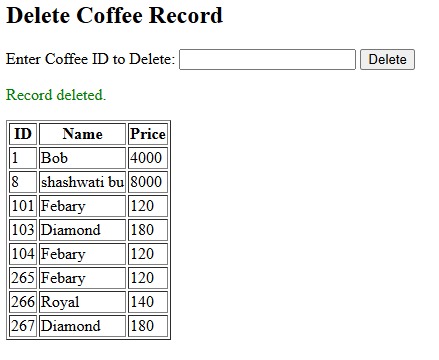 Delete Coffee Record
Enter Coffee ID to Delete: Delete
Record deleted.
ID Name Price
1 Bob 4000
8 shashwati bu 8000
101 Febary 120
103 Diamond 180
104 Febary 120
265 Febary 120
266 Royal 140
267 Diamond 180